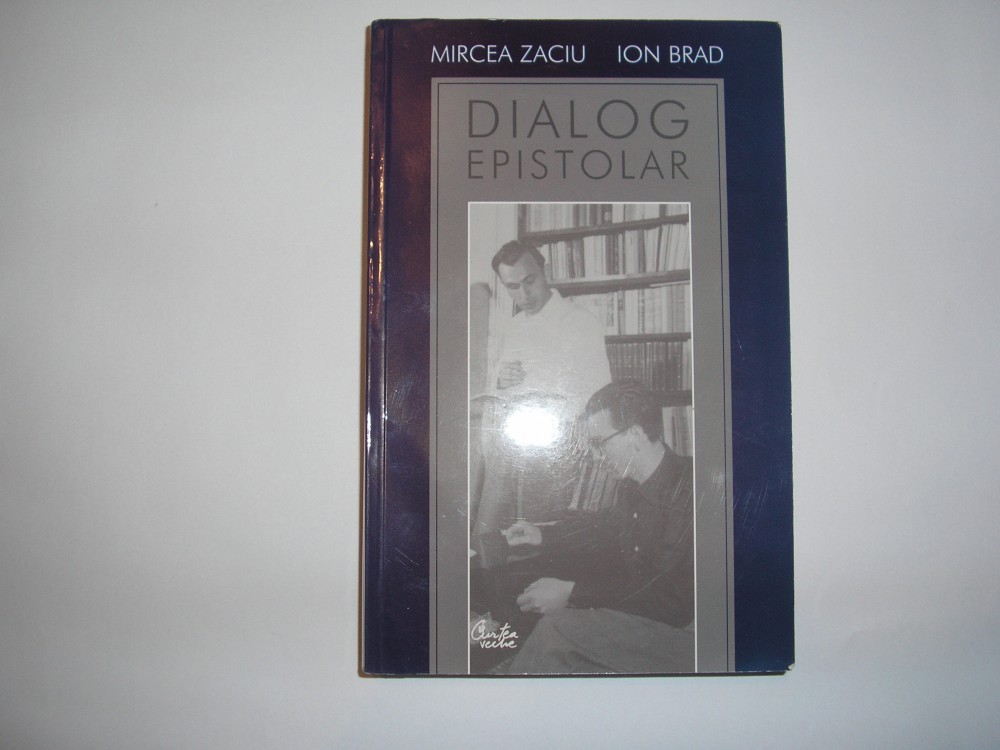 MIRCEA ZACIU ION BRAD
DIALOG
EPISTOLAR
Curtea
veche